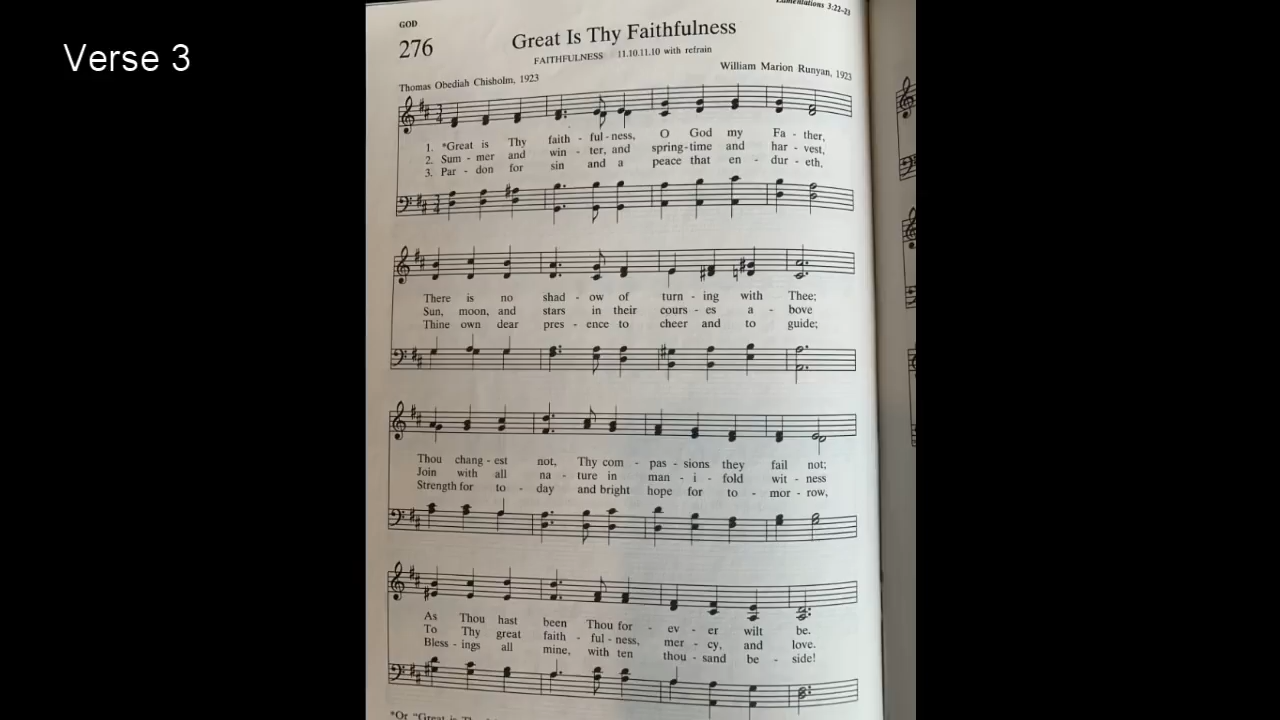 Verse 3
Lamentations 3:22-23
GOD
276
Great Is Thy Faithfulness
FAITHFULNESS 11.10.11.10 with refrain
Thomas Obediah Chisholm, 1923
William Marion Runyan, 1923
1. *Great is Thy faith - ful - ness, O God my Fa - ther,
2. Sum - mer and win - ter, and spring-time and har - vest,
3. Par - don for sin and a peace that en - dur - eth,
There is no shad - ow of turn - ing with Thee;
Sun, moon, and stars in their cours - es a - bove
Thine own dear pres - ence to cheer and to guide;
Thou chang - est not, Thy com - pas - sions they fail not;
Join with all na - ture in man - i - fold wit - ness
Strength for to - day and bright hope for to - mor - row,
As Thou hast been Thou for - ev - er wilt be.
To Thy great faith - ful - ness, mer - cy, and love.
Bless - ings all mine, with ten thou - sand be - side!
*Or "Great is